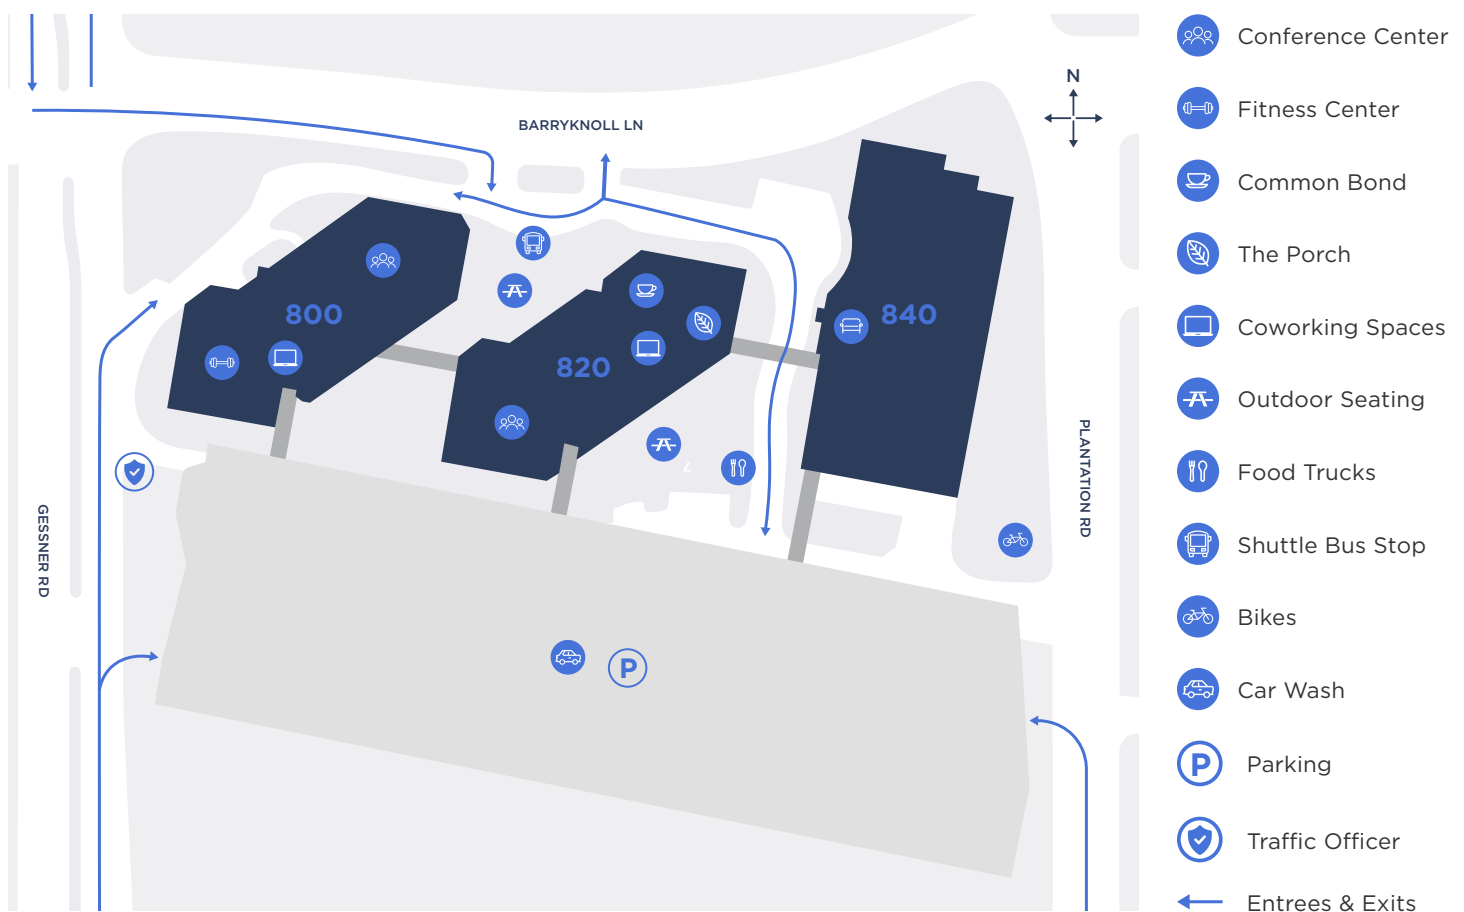 N
BARRYKNOLL LN
800
820
840
GESSNER RD
PLANTATION RD
P
Conference Center
Fitness Center
Common Bond
The Porch
Coworking Spaces
Outdoor Seating
Food Trucks
Shuttle Bus Stop
Bikes
Car Wash
P
Parking
Traffic Officer
Entrees & Exits